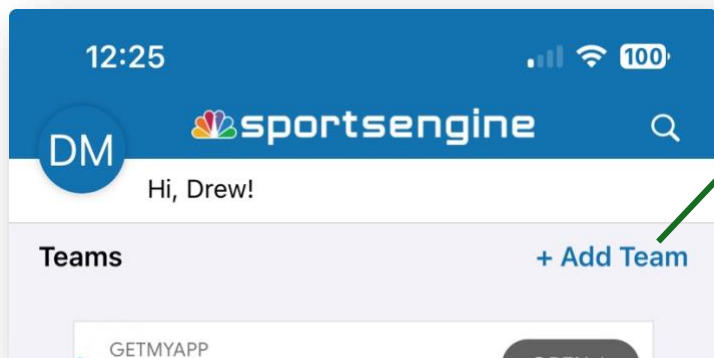 12:25
100
sportsengine
DM
Hi, Drew!
Teams
+ Add Team
GETMYAPP